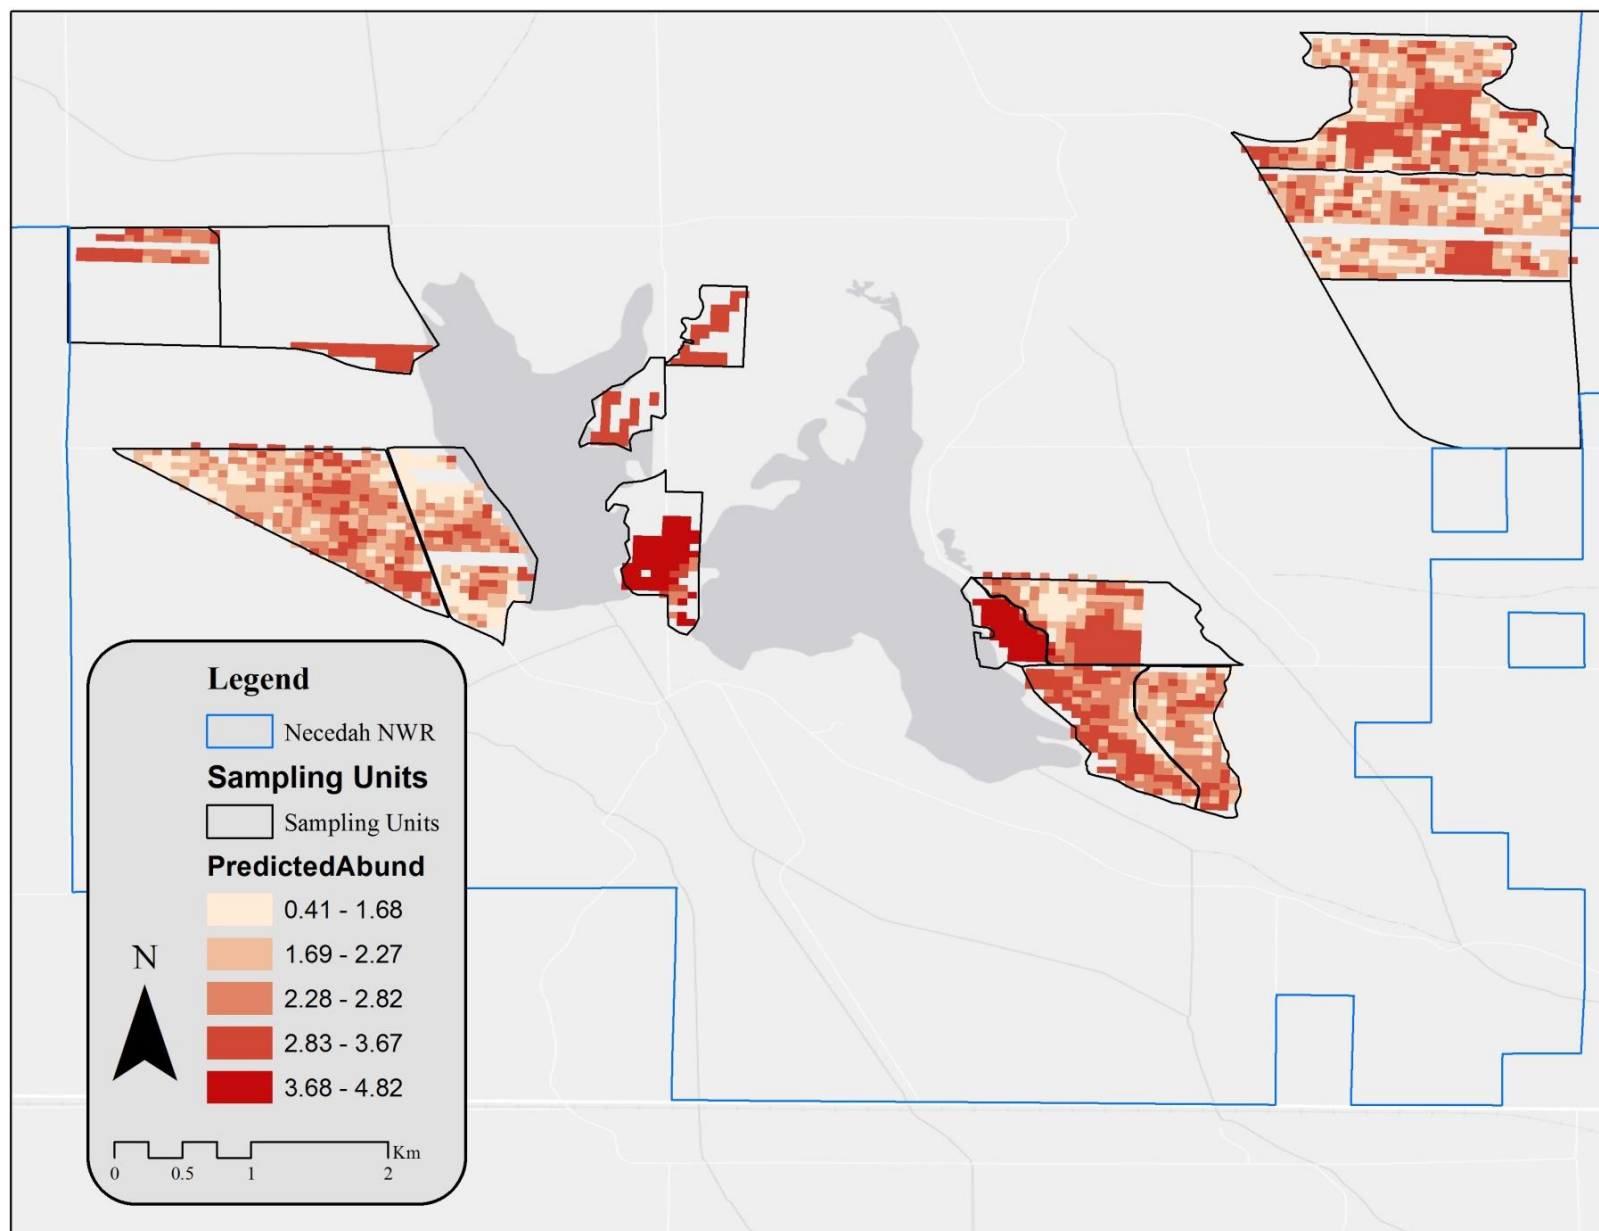 Legend
Necedah NWR
Sampling Units
Sampling Units
PredictedAbund
0.41 - 1.68
1.69 - 2.27
2.28 - 2.82
2.83 - 3.67
3.68 - 4.82
N
Km
0 0.5 1 2